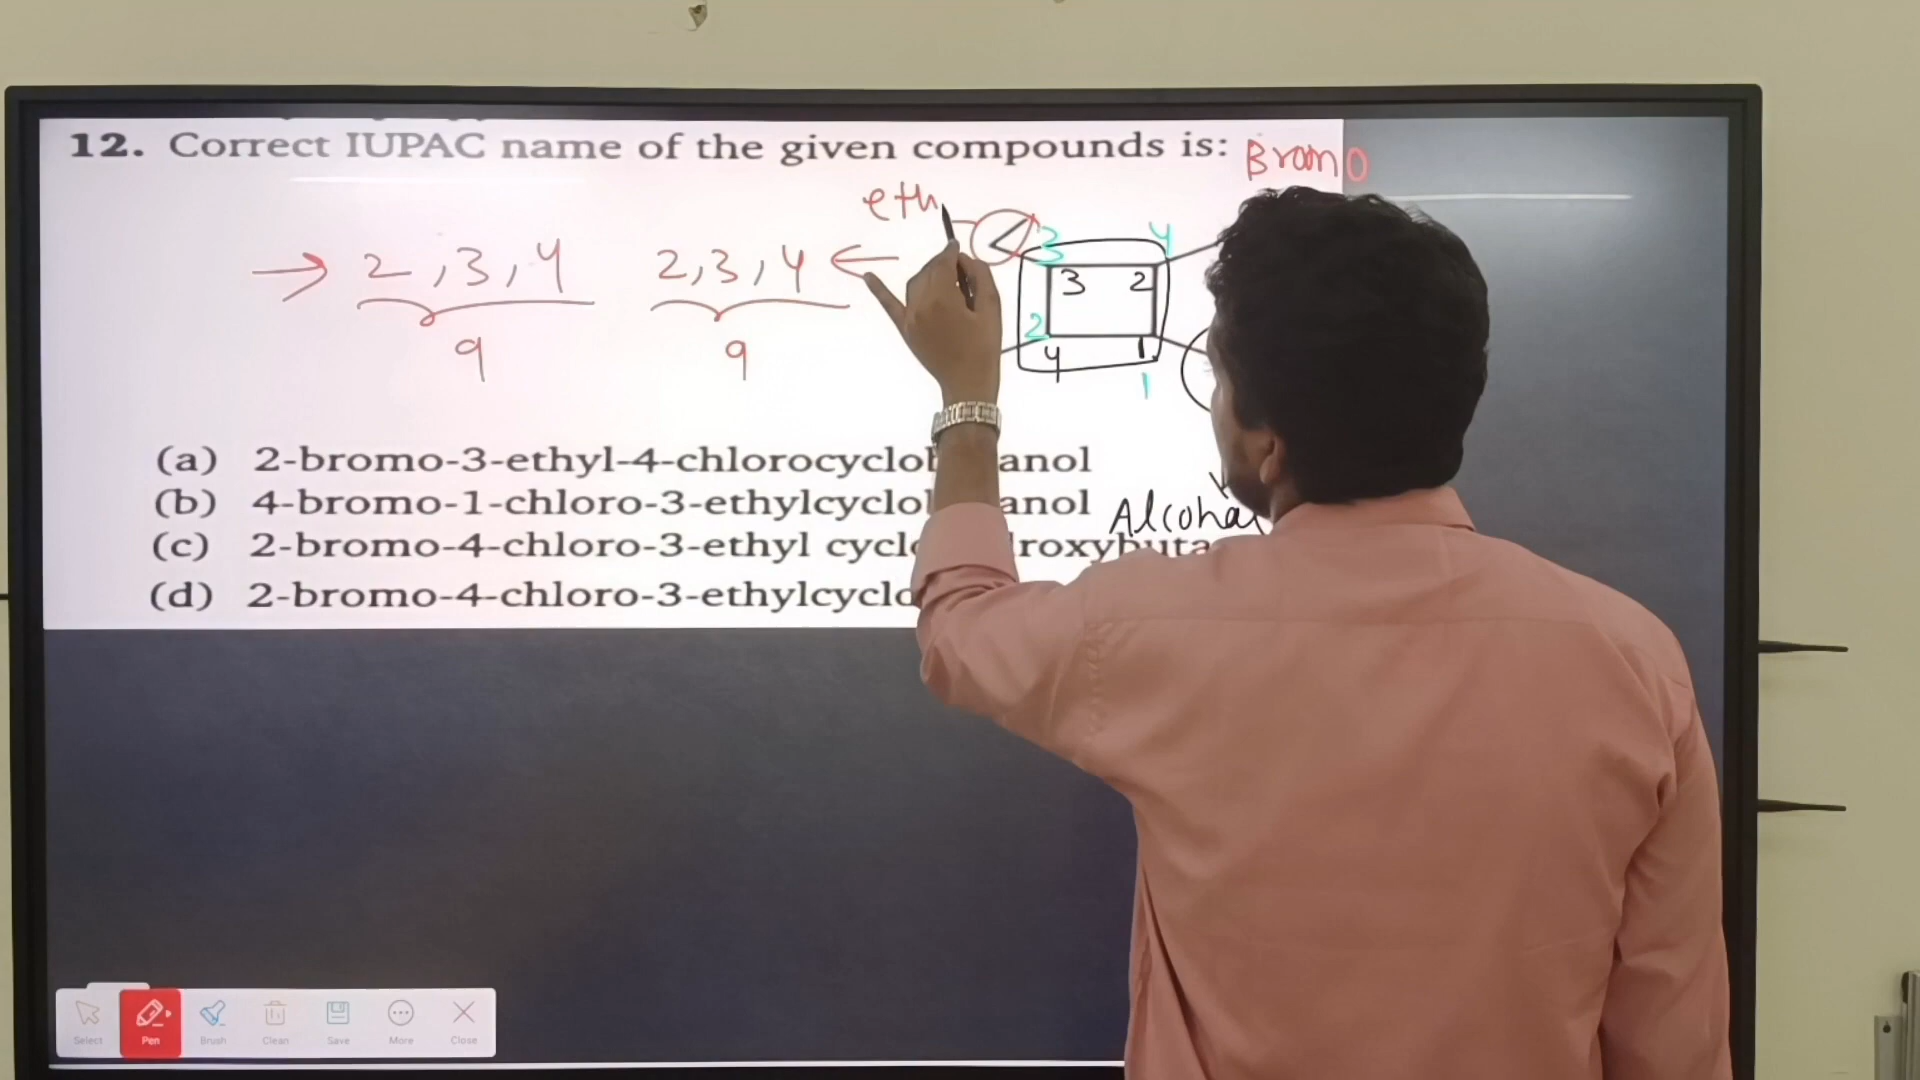 12. Correct IUPAC name of the given compounds is: Bromo
eth
→ 2,3,4 2,3,4 ←
9 9
3 4
3 2
2
4 1
1
(a) 2-bromo-3-ethyl-4-chlorocyclob anol
(b) 4-bromo-1-chloro-3-ethylcyclo anol
Alcohal
(c) 2-bromo-4-chloro-3-ethyl cyclo roxybuta
(d) 2-bromo-4-chloro-3-ethylcyclo
Select Pen Brush Clean Save More Close